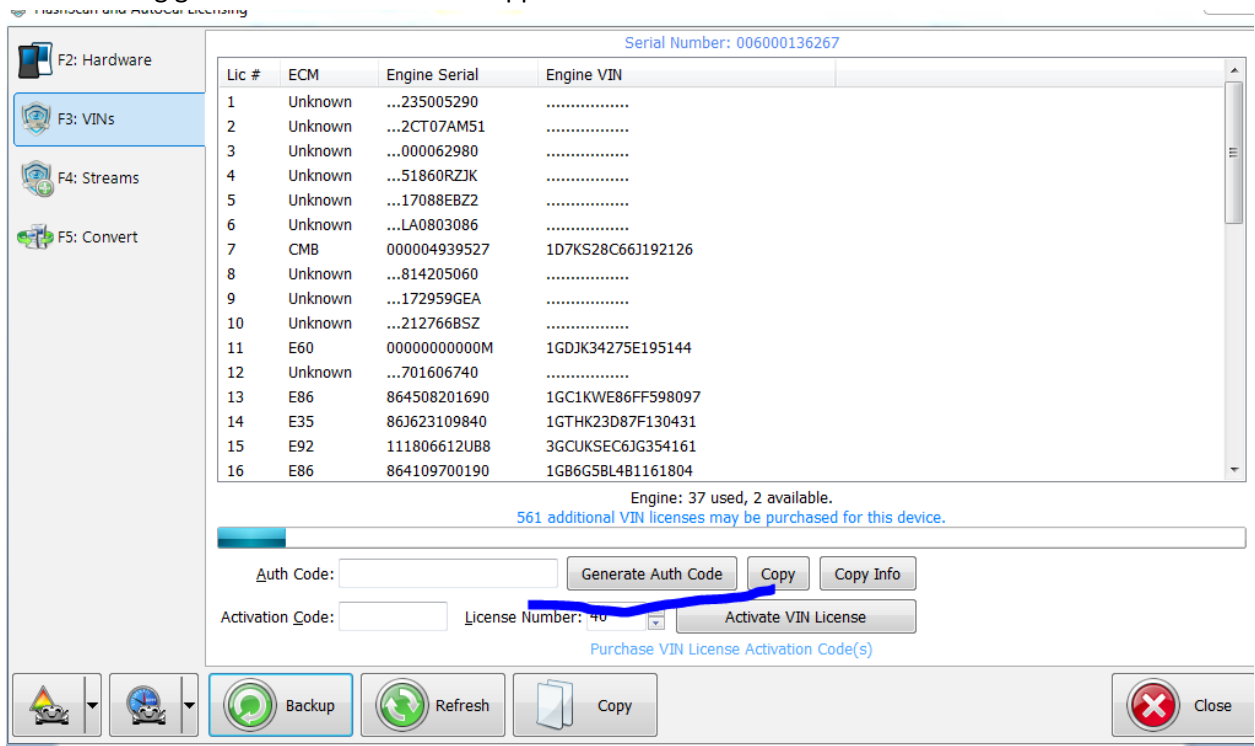 FlashScan and AutoCal Licensing
F2: Hardware
F3: VINs
F4: Streams
F5: Convert
Serial Number: 006000136267
Lic # ECM Engine Serial Engine VIN
1 Unknown ...235005290 .................
2 Unknown ...2CT07AM51 .................
3 Unknown ...000062980 .................
4 Unknown ...51860RZJK .................
5 Unknown ...17088EBZ2 .................
6 Unknown ...LA0803086 .................
7 CMB 000004939527 1D7KS28C66J192126
8 Unknown ...814205060 .................
9 Unknown ...172959GEA .................
10 Unknown ...212766BSZ .................
11 E60 00000000000M 1GDJK34275E195144
12 Unknown ...701606740 .................
13 E86 864508201690 1GC1KWE86FF598097
14 E35 86J623109840 1GTHK23D87F130431
15 E92 111806612UB8 3GCUKSEC6JG354161
16 E86 864109700190 1GB6G5BL4B1161804
Engine: 37 used, 2 available.
561 additional VIN licenses may be purchased for this device.
Auth Code: Generate Auth Code Copy Copy Info
Activation Code: License Number: 40 Activate VIN License
Purchase VIN License Activation Code(s)
Backup Refresh Copy Close